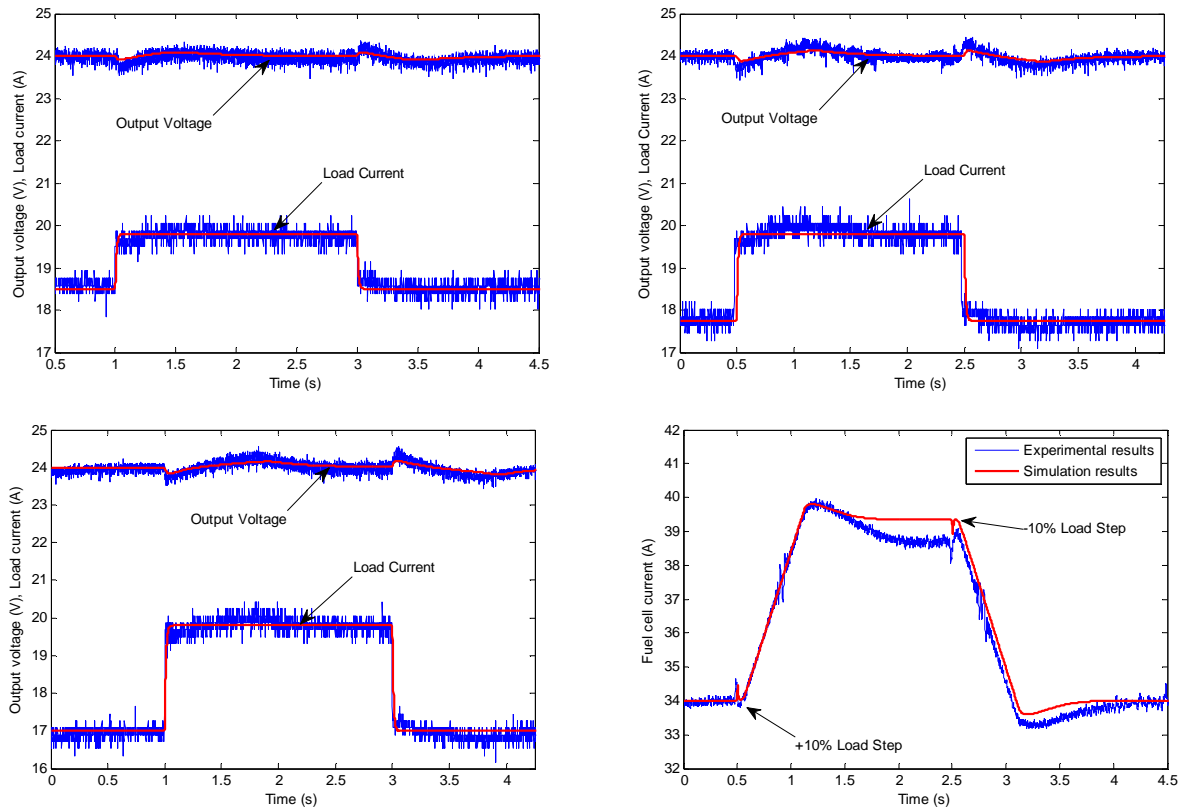 25
24
23
22
21
20
19
18
17
0.5 1 1.5 2 2.5 3 3.5 4 4.5
Time (s)
Output voltage (V), Load current (A)
Output Voltage
Load Current
25
24
23
22
21
20
19
18
17
0 0.5 1 1.5 2 2.5 3 3.5 4
Time (s)
Output voltage (V), Load Current (A)
Output Voltage
Load Current
25
24
23
22
21
20
19
18
17
16
0 0.5 1 1.5 2 2.5 3 3.5 4
Time (s)
Output voltage (V), Load current (A)
Output Voltage
Load Current
42
41
40
39
38
37
36
35
34
33
32
0 0.5 1 1.5 2 2.5 3 3.5 4 4.5
Time (s)
Fuel cell current (A)
Experimental results
Simulation results
-10% Load Step
+10% Load Step